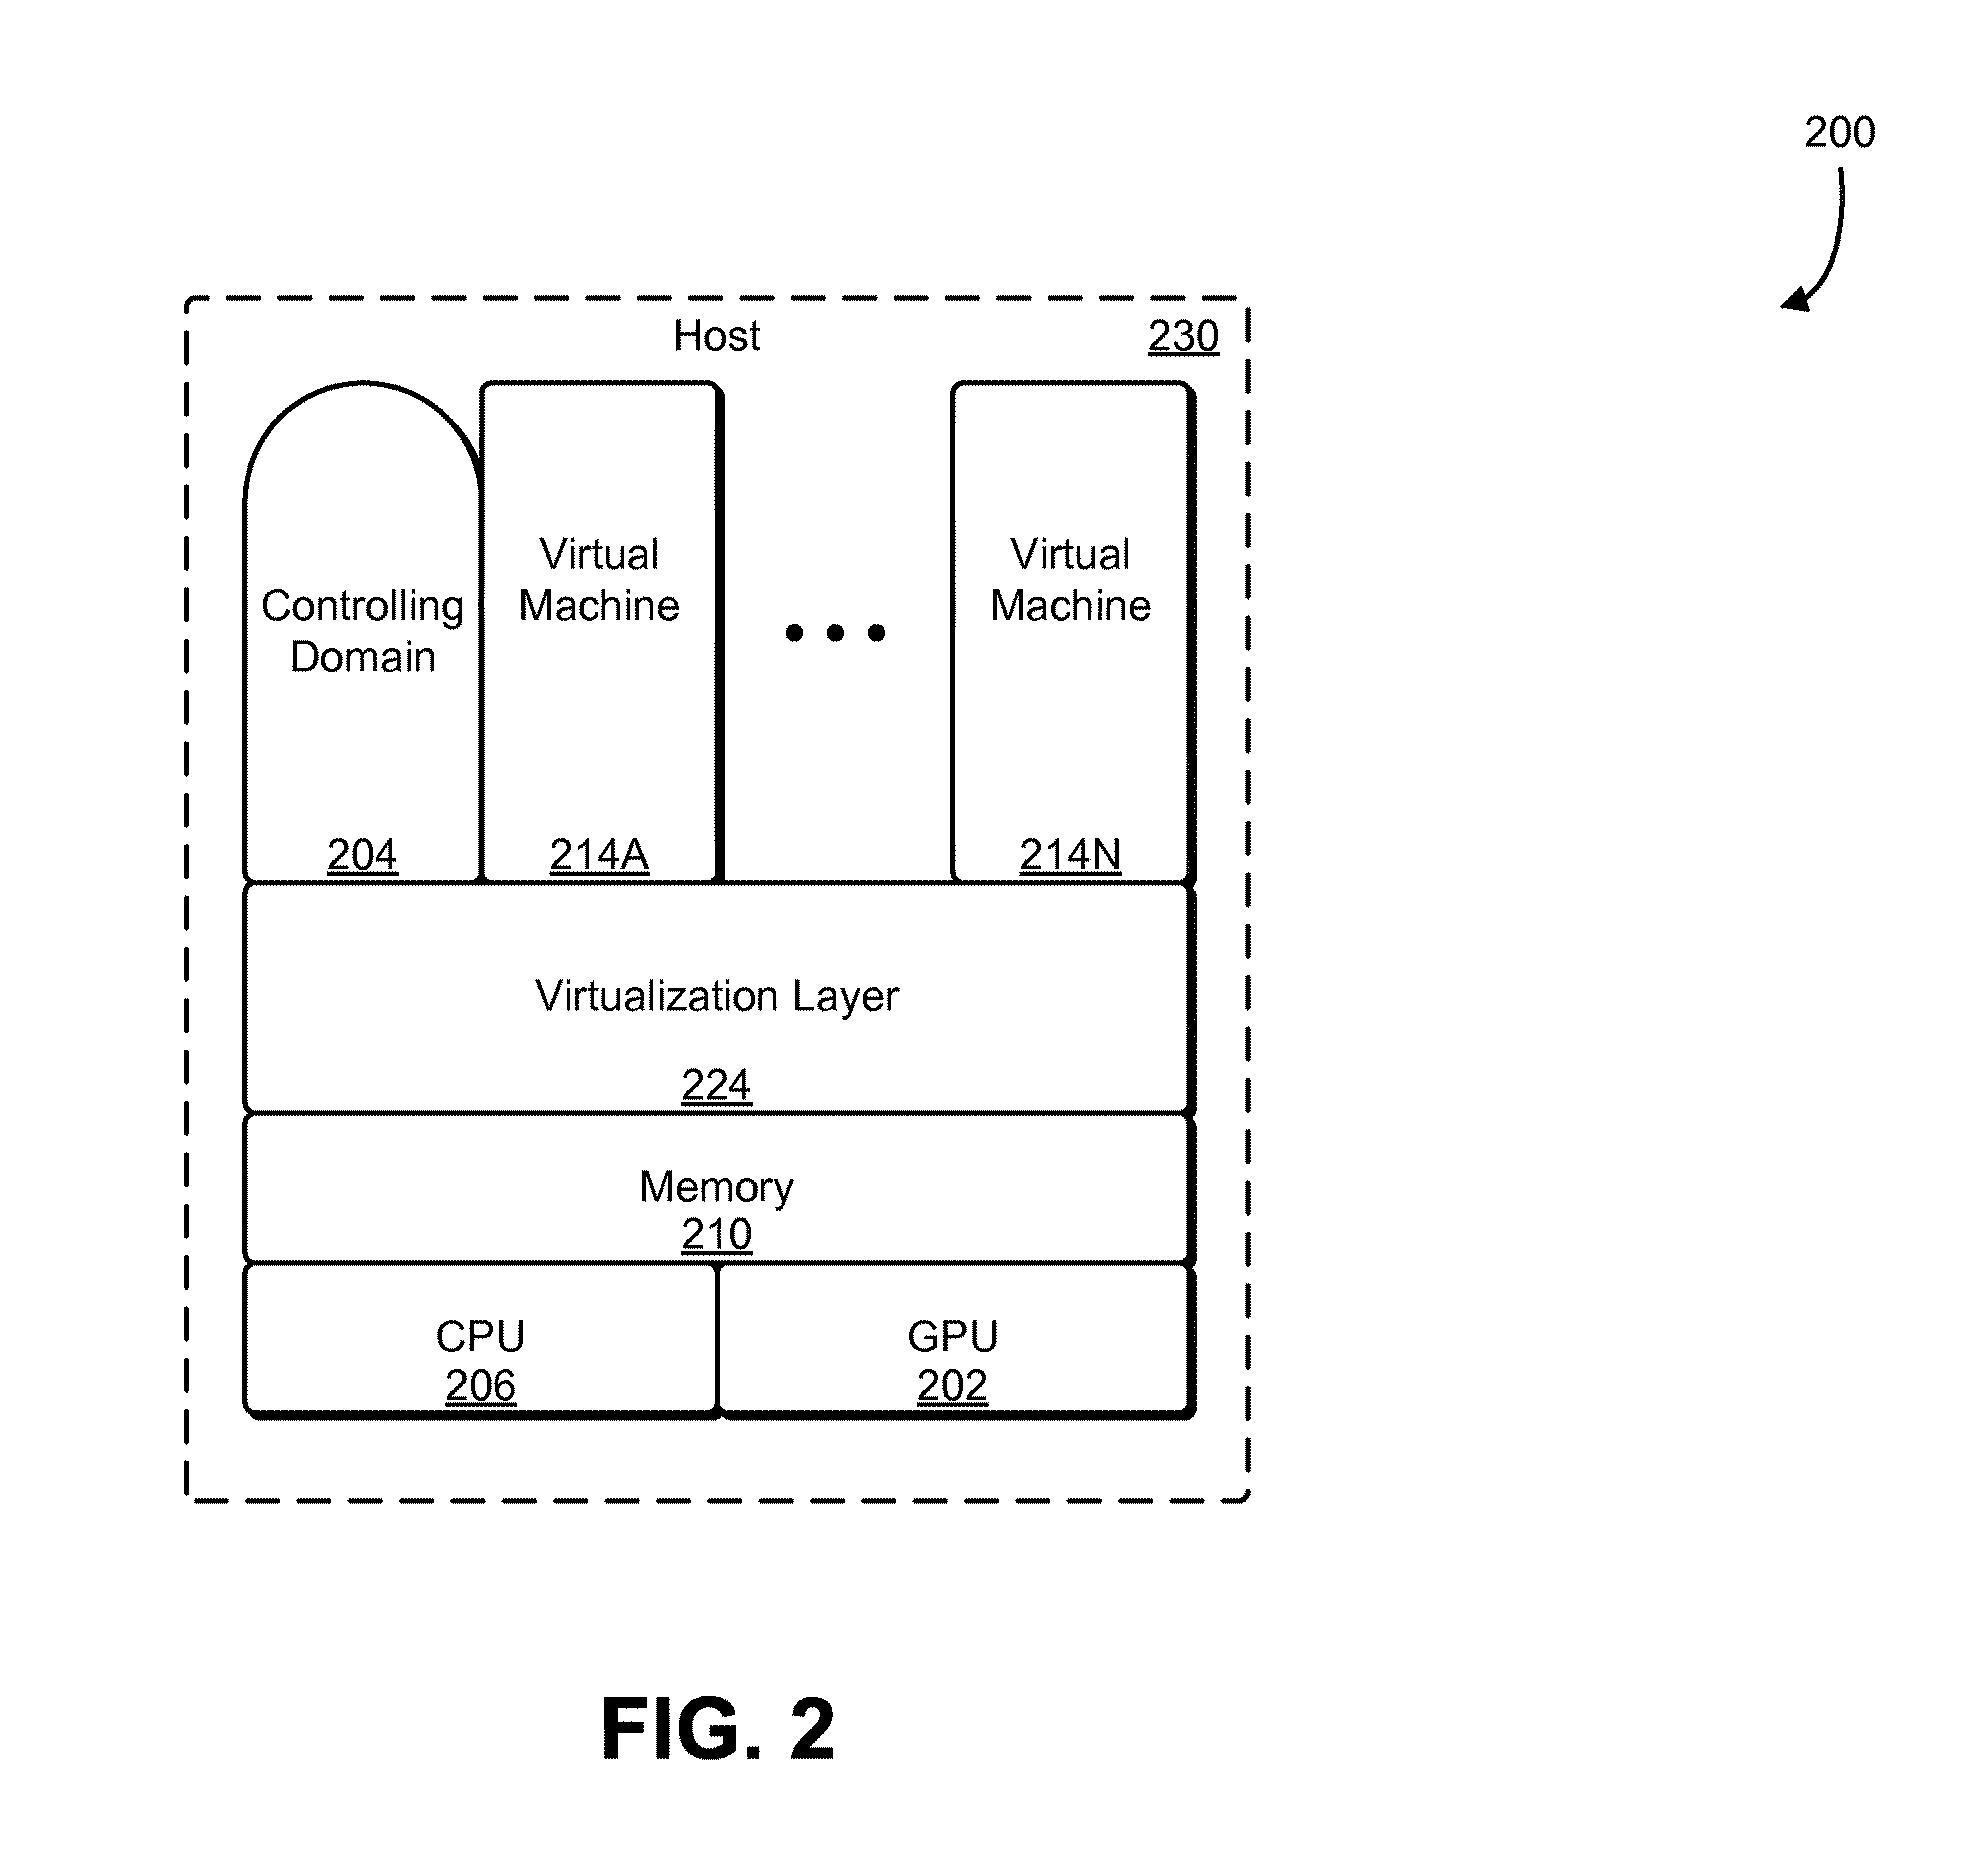 200
Host
230
Virtual
Machine
Virtual
Machine
Controlling
Domain
204
214A
214N
Virtualization Layer
224
Memory
210
CPU
206
GPU
202
FIG. 2